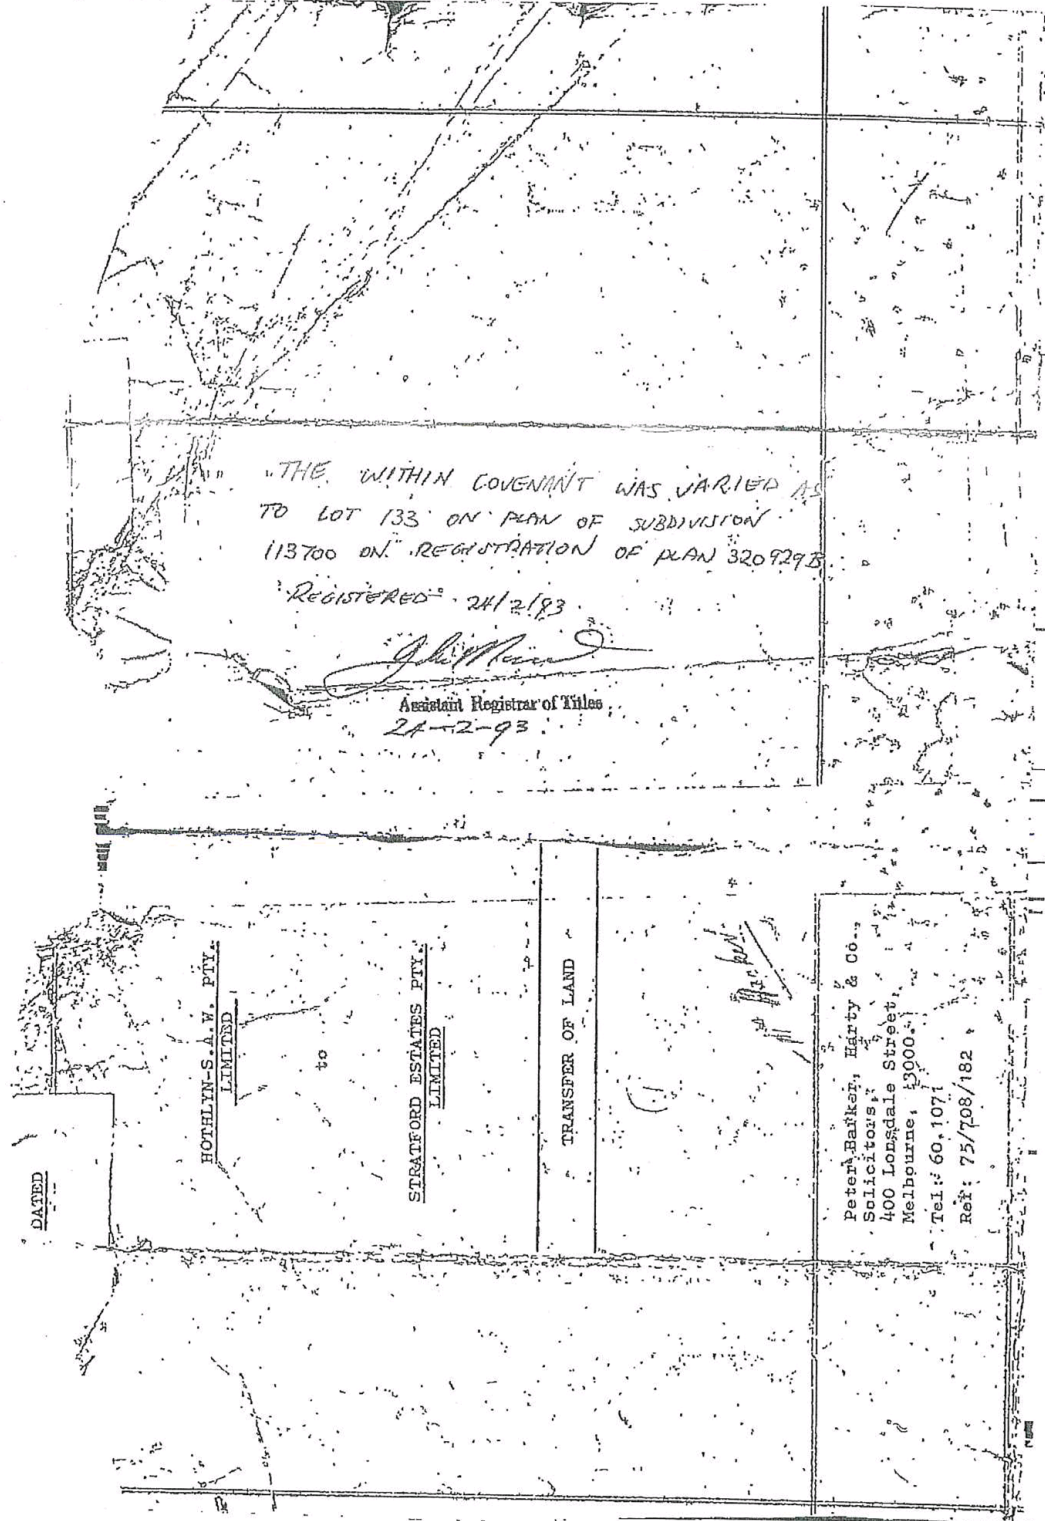 THE WITHIN COVENANT WAS VARIED AS
TO LOT 133 ON PLAN OF SUBDIVISION
113700 ON REGISTRATION OF PLAN 320929B
REGISTERED 24/2/93
Assistant Registrar of Titles
24-2-93
DATED
HOTHLYN-S.A.W. PTY.
LIMITED
to
STRATFORD ESTATES PTY.
LIMITED
TRANSFER OF LAND
Peter Barker, Harty & Co.,
Solicitors,
400 Lonsdale Street,
Melbourne, 3000.
Tel: 60 1071
Ref: 75/708/182